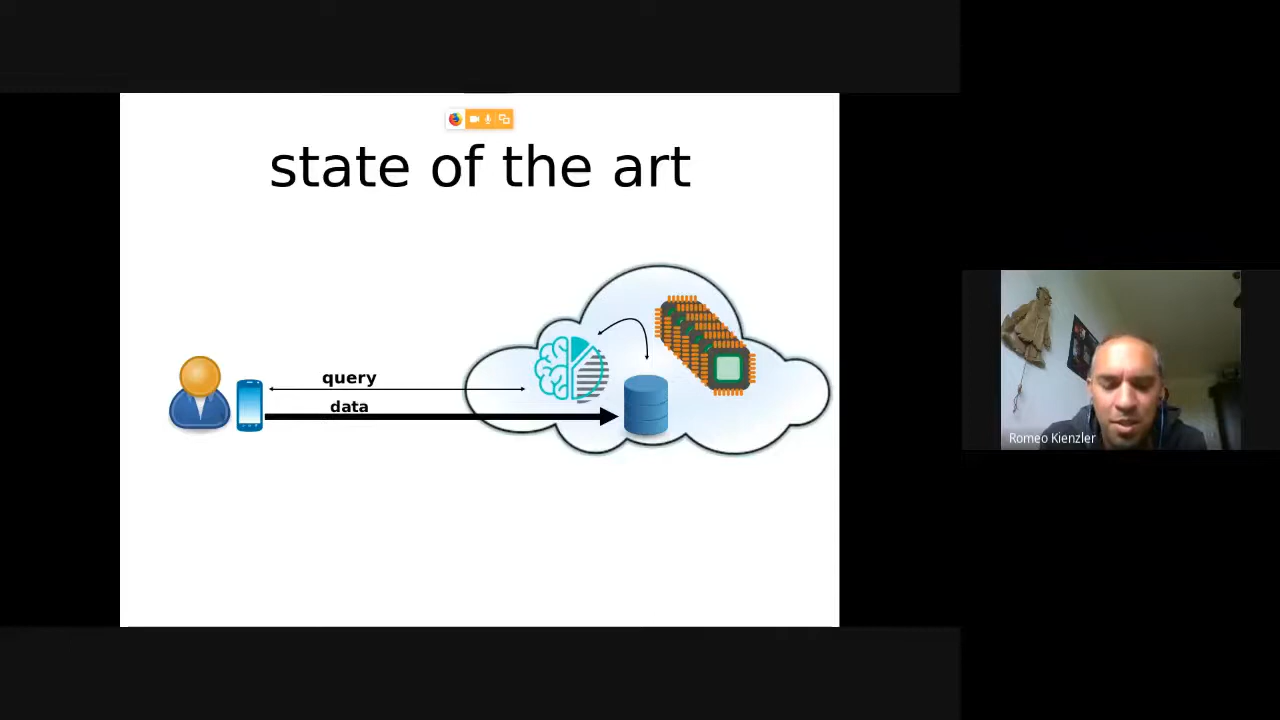 state of the art
query
data
Romeo Kienzler